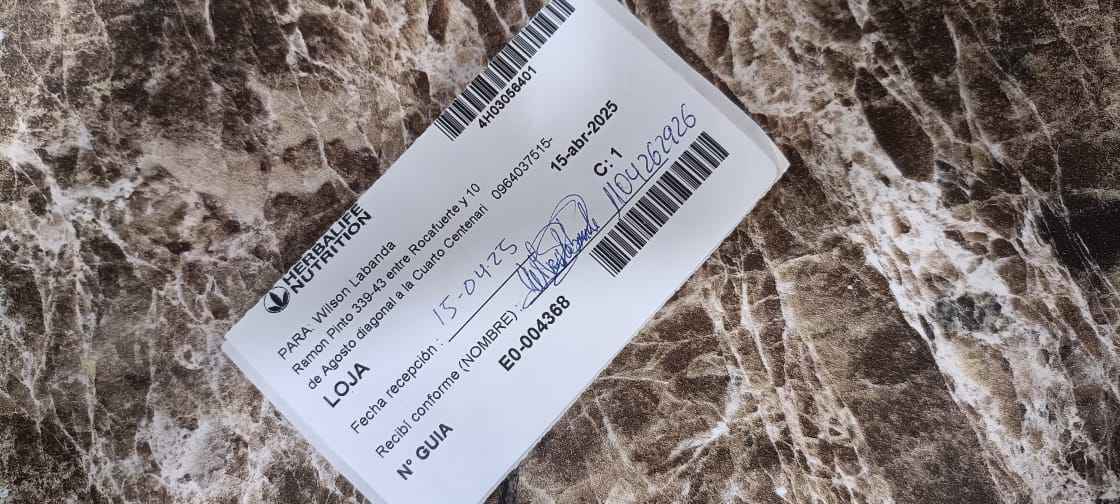 HERBALIFE
NUTRITION
4H03056401
PARA: Wilson Labanda
Ramon Pinto 339-43 entre Rocafuerte y 10
de Agosto diagonal a la Cuarto Centenari 0964037515-
LOJA
15-abr-2025
Fecha recepción : 15-04-25
C: 1
Recibí conforme (NOMBRE): 1104262926
Nº GUIA E0-004368